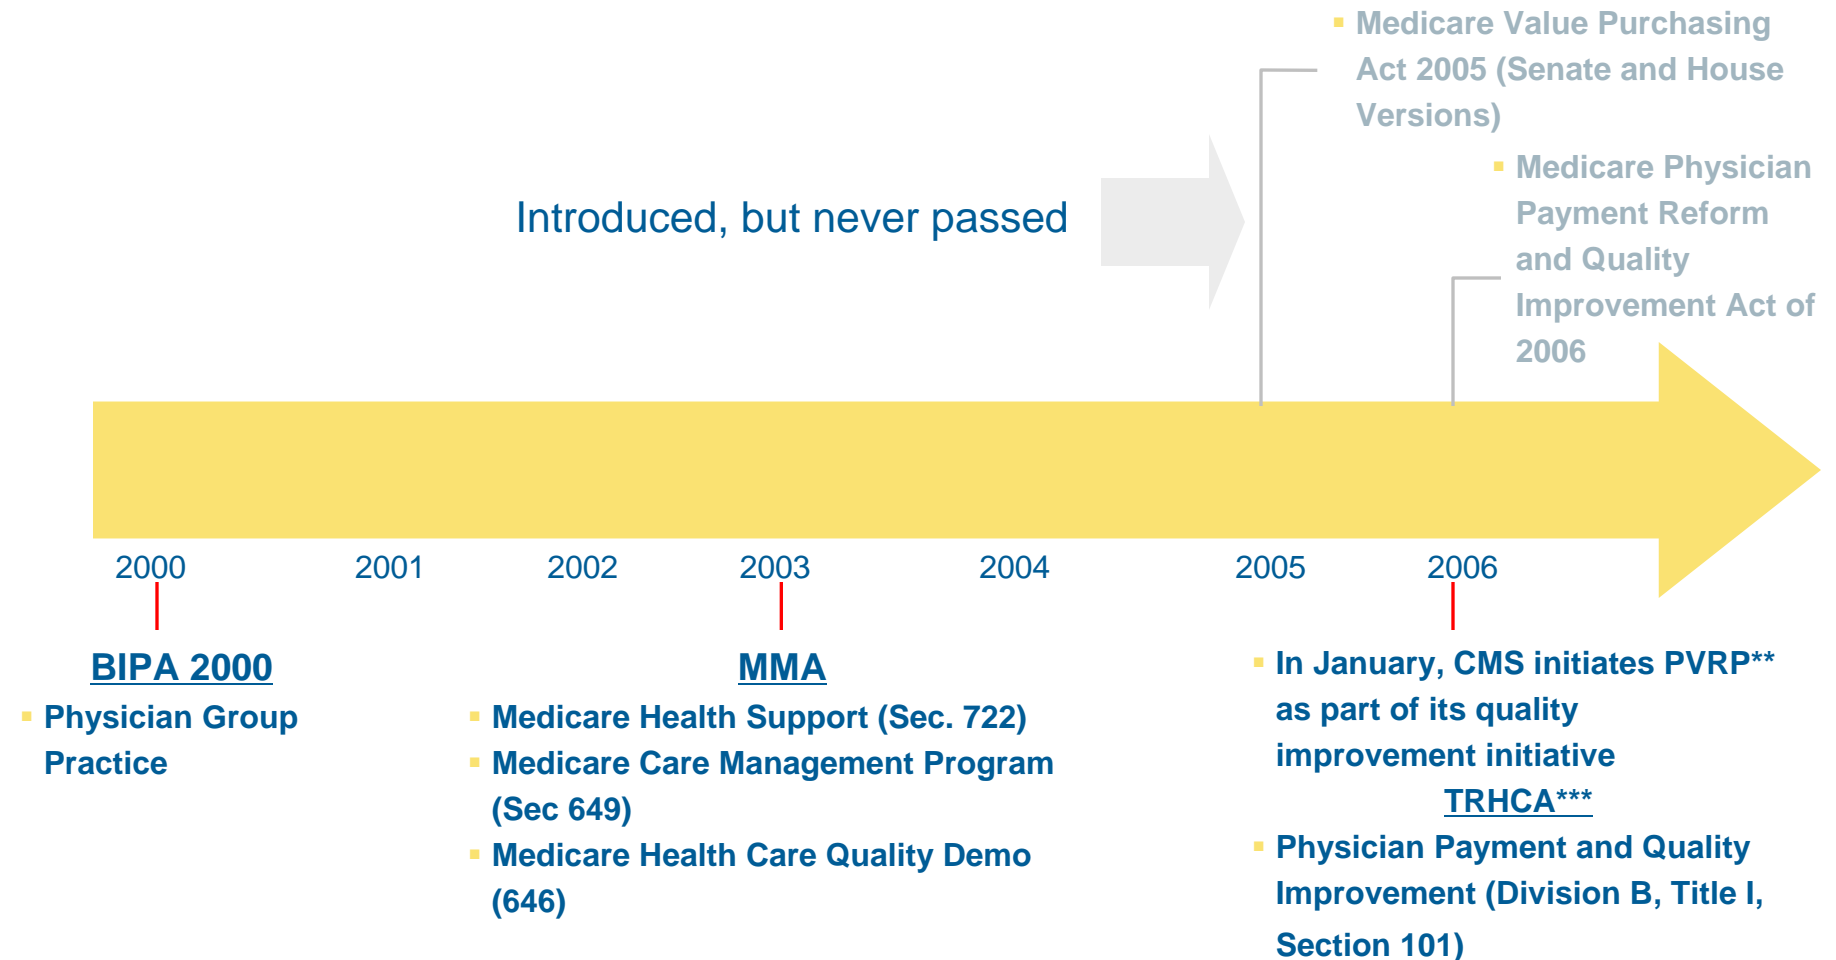 ▪ Medicare Value Purchasing
Act 2005 (Senate and House
Versions)
▪ Medicare Physician
Payment Reform
and Quality
Improvement Act of
2006
Introduced, but never passed
2000 2001 2002 2003 2004 2005 2006
BIPA 2000
▪ Physician Group
Practice
MMA
▪ Medicare Health Support (Sec. 722)
▪ Medicare Care Management Program
(Sec 649)
▪ Medicare Health Care Quality Demo
(646)
▪ In January, CMS initiates PVRP**
as part of its quality
improvement initiative
TRHCA***
▪ Physician Payment and Quality
Improvement (Division B, Title I,
Section 101)